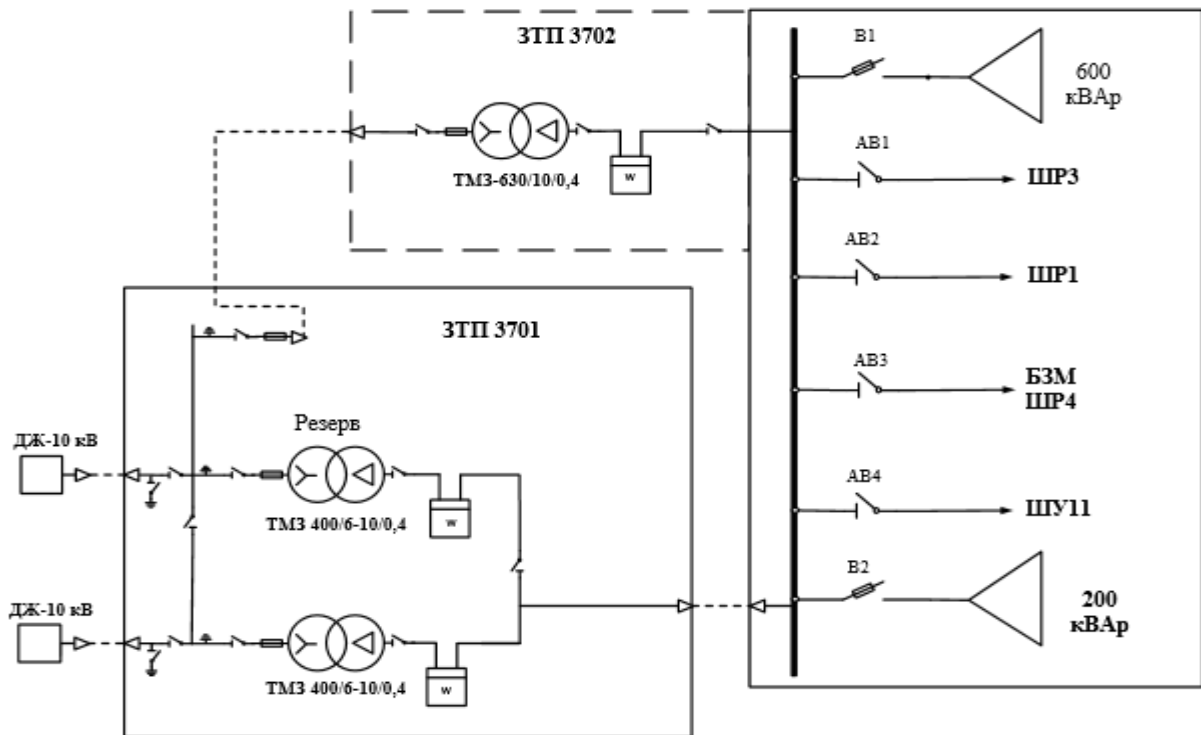 ЗТП 3702
ТМЗ-630/10/0,4
W
В1
600
кВАр
АВ1
ШР3
АВ2
ШР1
АВ3
БЗМ
ШР4
АВ4
ШУ11
В2
200
кВАр
ЗТП 3701
ДЖ-10 кВ
Резерв
ТМЗ 400/6-10/0,4
W
ДЖ-10 кВ
ТМЗ 400/6-10/0,4
W